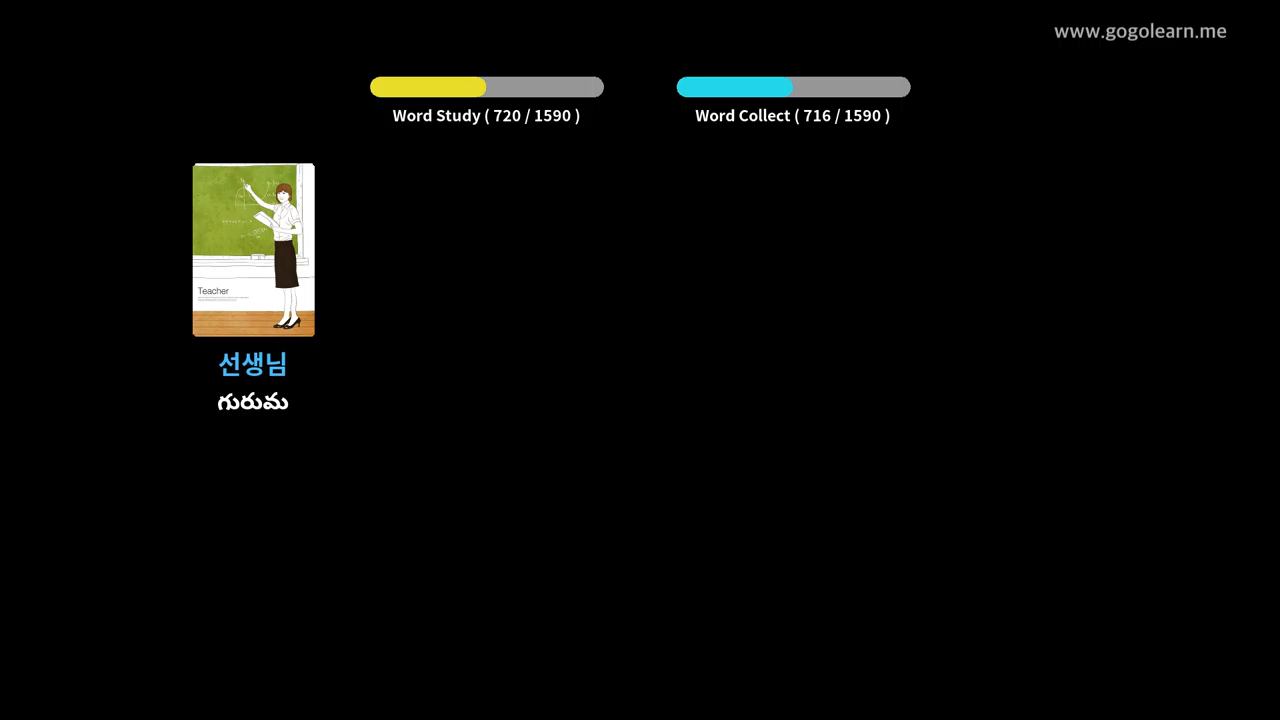 www.gogolearn.me
Word Study ( 720 / 1590 )
Word Collect ( 716 / 1590 )
Teacher
선생님
గురుమ